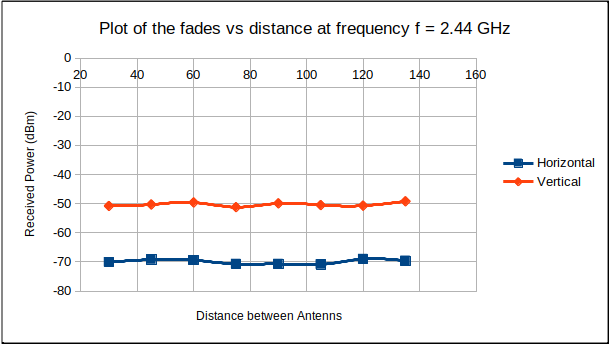 Plot of the fades vs distance at frequency f = 2.44 GHz
0
20 40 60 80 100 120 140 160
-10
-20
-30
-40
-50
-60
-70
-80
Received Power (dBm)
Horizontal
Vertical
Distance between Antenns